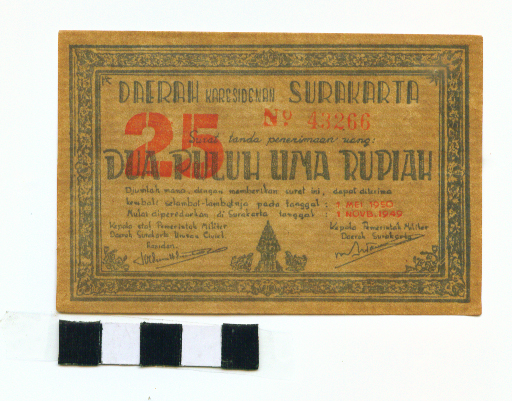 DAERAH KARESIDENAN SURAKARTA
25
Nº 43266
Surat tanda penerimaan uang:
DUA PULUH LIMA RUPIAH
Djumlah mana, dengan memberikan surat ini, dapat diterima
kembali selambat-lambatnja pada tanggal : 1 MEI 1950
Mulai diperedarkan di Surakarta tanggal : 1 NOVB. 1949
Kepala staf Pemerintah Militer
Daerah Surakarta Urusan Civiel
Kepala Pemerintah Militer
Daerah Surakarta